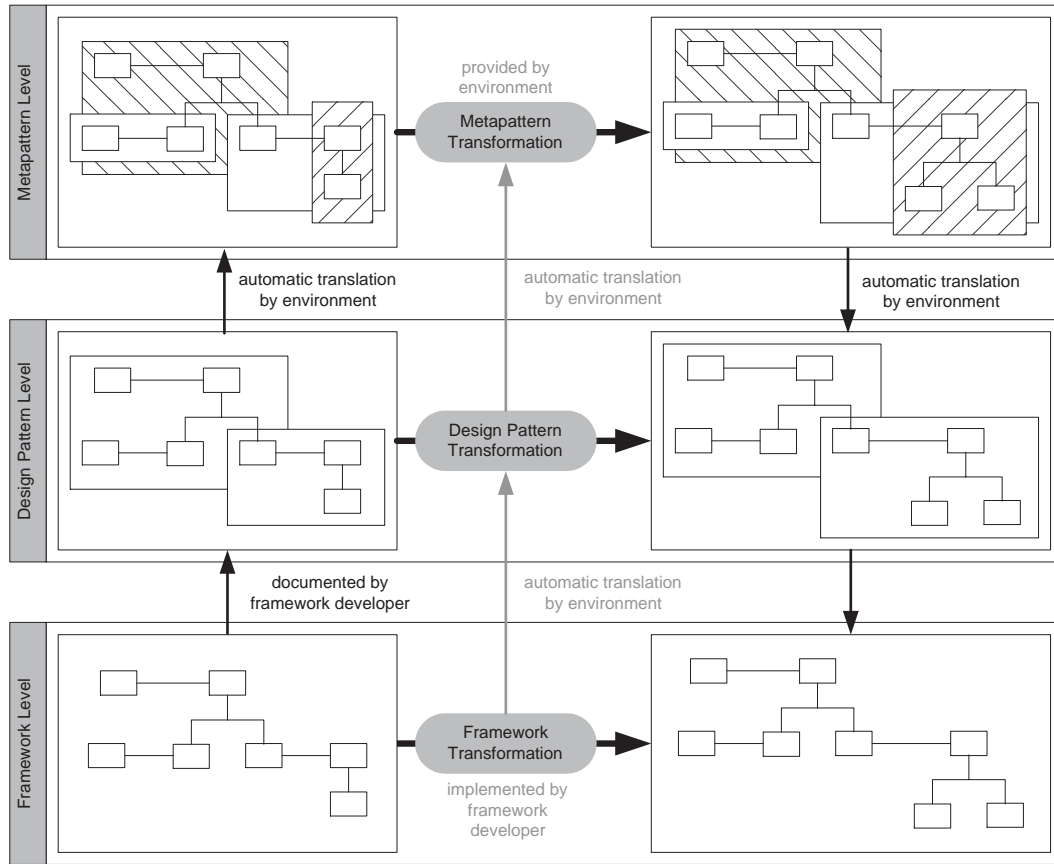 Metapattern Level
provided by
environment
Metapattern
Transformation
automatic translation
by environment
automatic translation
by environment
automatic translation
by environment
Design Pattern Level
Design Pattern
Transformation
documented by
framework developer
automatic translation
by environment
Framework Level
Framework
Transformation
implemented by
framework
developer